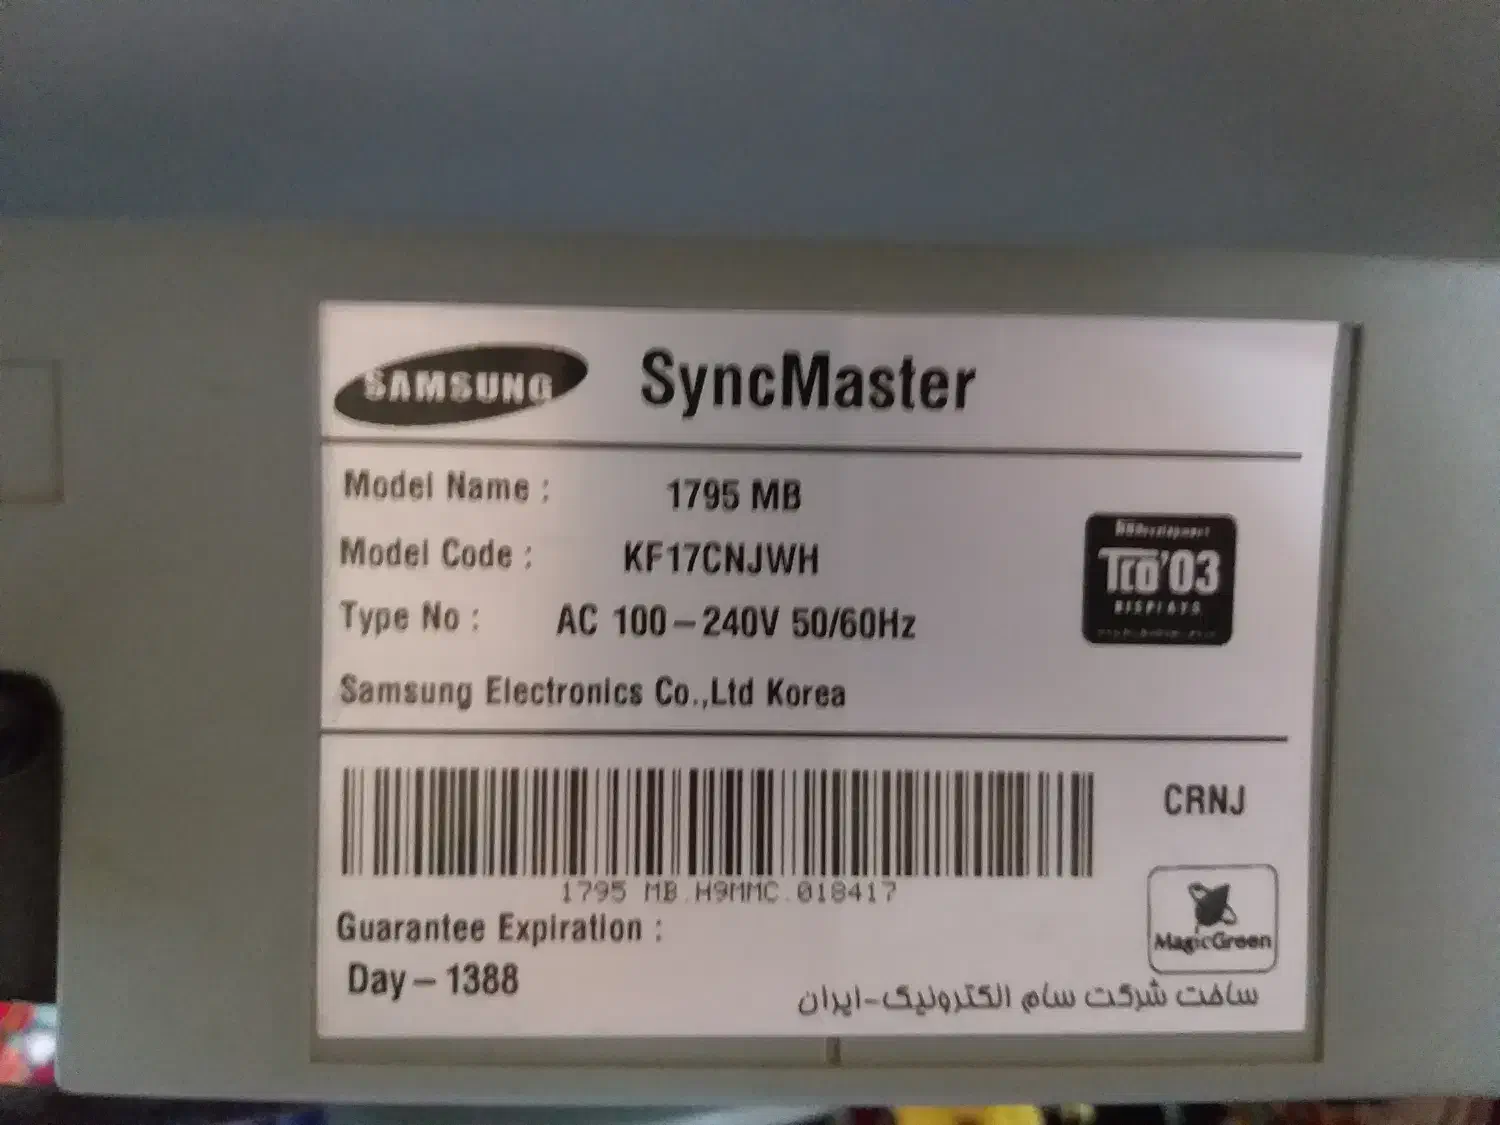 SAMSUNG SyncMaster
Model Name : 1795 MB
Model Code : KF17CNJWH
Type No : AC 100–240V 50/60Hz
Samsung Electronics Co.,Ltd Korea
Development
TCO'03
DISPLAYS
CRNJ
1795 MB.H9MMC.018417
Guarantee Expiration :
Day – 1388
MagicGreen
ساخت شرکت سام الکترونیک-ایران